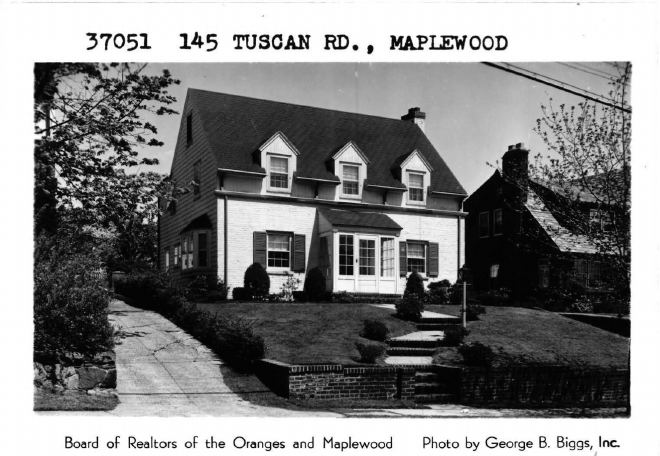 37051 145 TUSCAN RD., MAPLEWOOD
Board of Realtors of the Oranges and Maplewood Photo by George B. Biggs, Inc.